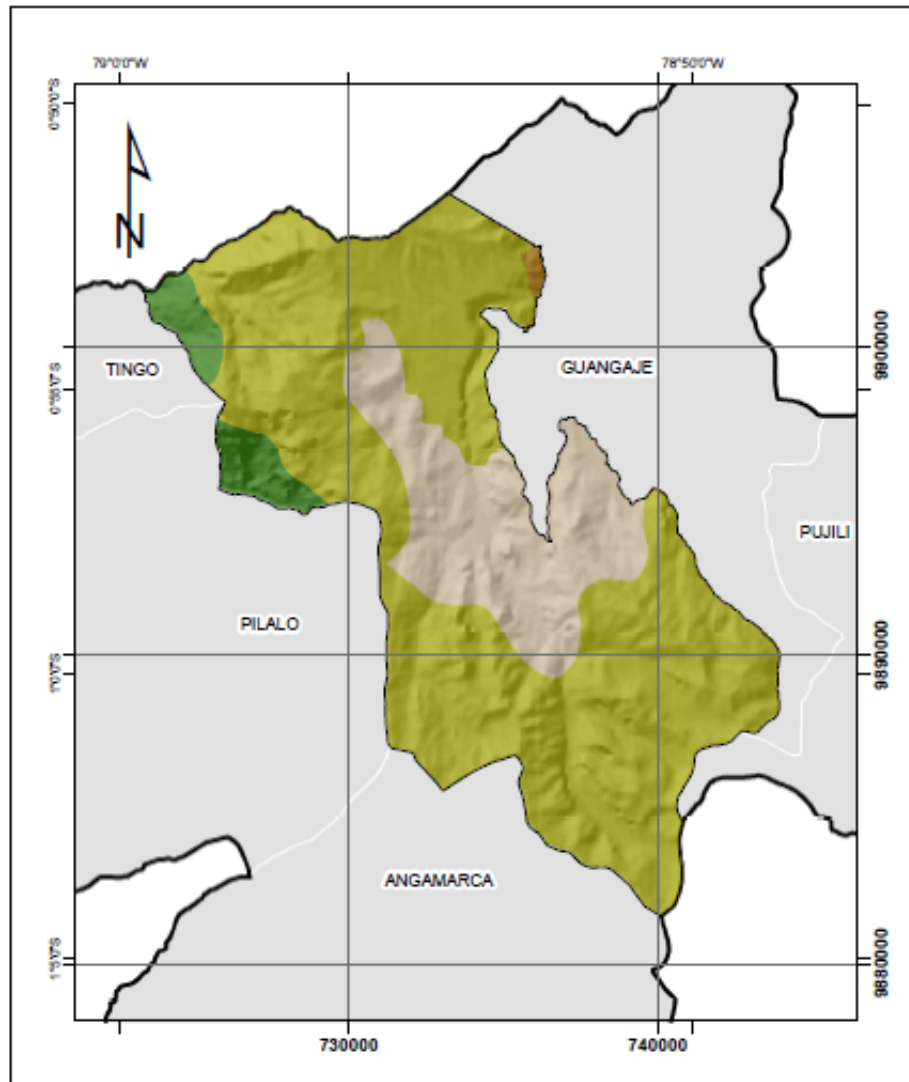 79°0'0"W
78°50'0"W
0°50'0"S
N
TINGO
GUANGAJE
9900000
0°55'0"S
PUJILI
PILALO
9890000
1°0'0"S
ANGAMARCA
9880000
1°5'0"S
730000
740000